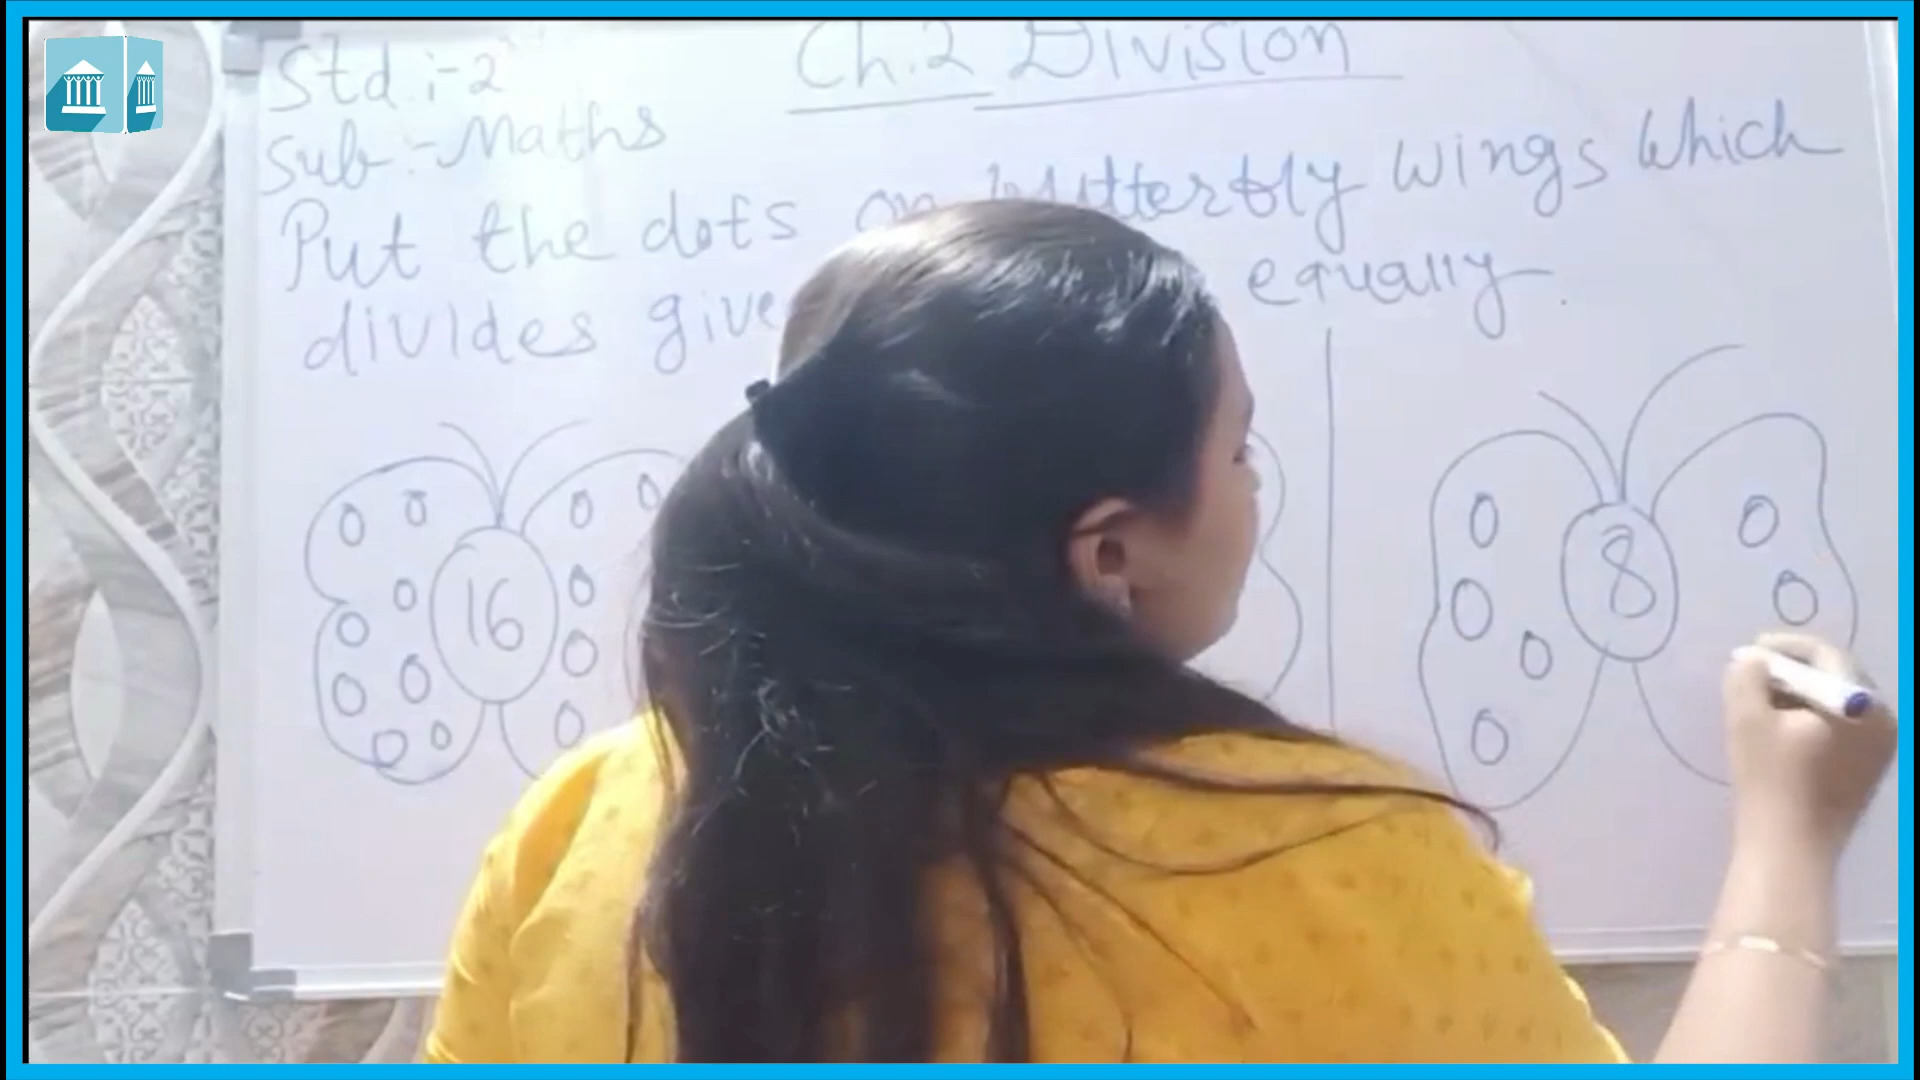 Std :- 2
Ch. 2 Division
Sub :- Maths
Put the dots on butterfly wings which
divides give equally.
16
8